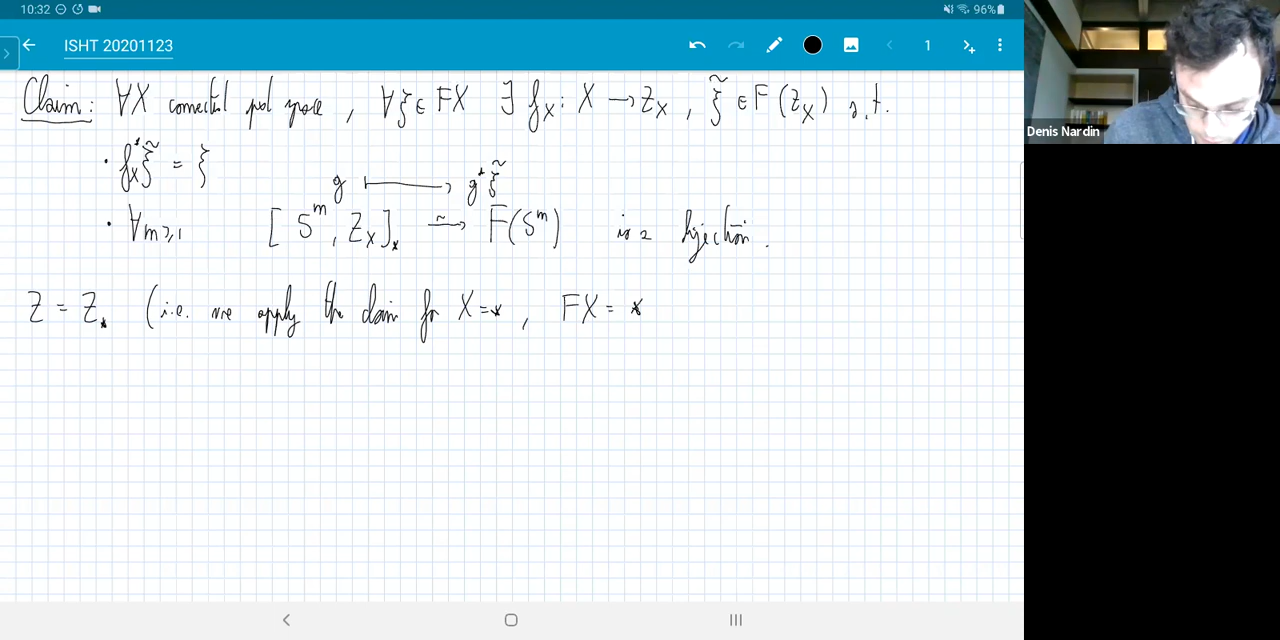 10:32
96%
ISHT 20201123
1
Claim: ∀X connected ptd space, ∀ξ ∈ FX ∃ f_X : X → Z_X, ξ̃ ∈ F(Z_X) s.t.
· f_X^* ξ̃ = ξ
g ⟼ g^* ξ̃
· ∀m ≥ 1 [S^m, Z_X]_* ⥲ F(S^m) is a bijection.
Z = Z_* (i.e. we apply the claim for X = *, FX = *
Denis Nardin